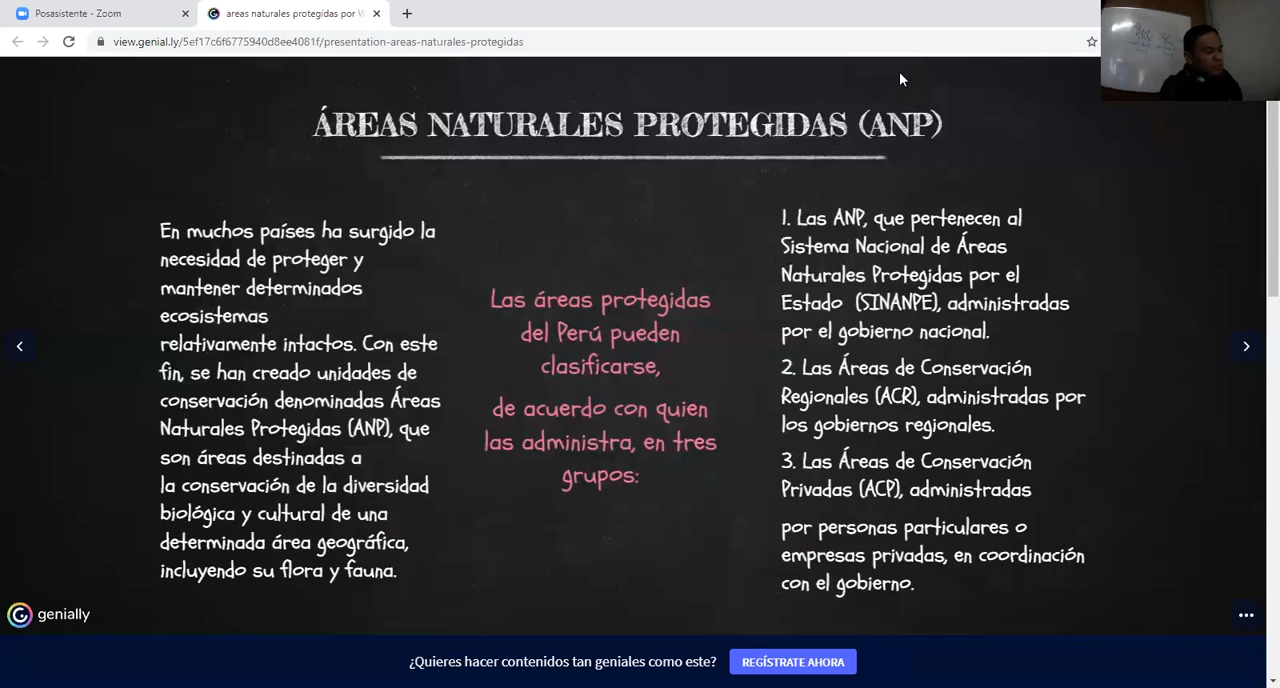 Posasistente - Zoom
areas naturales protegidas por
view.genial.ly/5ef17c6f6775940d8ee4081f/presentation-areas-naturales-protegidas
ÁREAS NATURALES PROTEGIDAS (ANP)
En muchos países ha surgido la
necesidad de proteger y
mantener determinados
ecosistemas
relativamente intactos. Con este
fin, se han creado unidades de
conservación denominadas Áreas
Naturales Protegidas (ANP), que
son áreas destinadas a
la conservación de la diversidad
biológica y cultural de una
determinada área geográfica,
incluyendo su flora y fauna.
Las áreas protegidas
del Perú pueden
clasificarse,
de acuerdo con quien
las administra, en tres
grupos:
1. Las ANP, que pertenecen al
Sistema Nacional de Áreas
Naturales Protegidas por el
Estado (SINANPE), administradas
por el gobierno nacional.
2. Las Áreas de Conservación
Regionales (ACR), administradas por
los gobiernos regionales.
3. Las Áreas de Conservación
Privadas (ACP), administradas
por personas particulares o
empresas privadas, en coordinación
con el gobierno.
genially
¿Quieres hacer contenidos tan geniales como este?
REGÍSTRATE AHORA